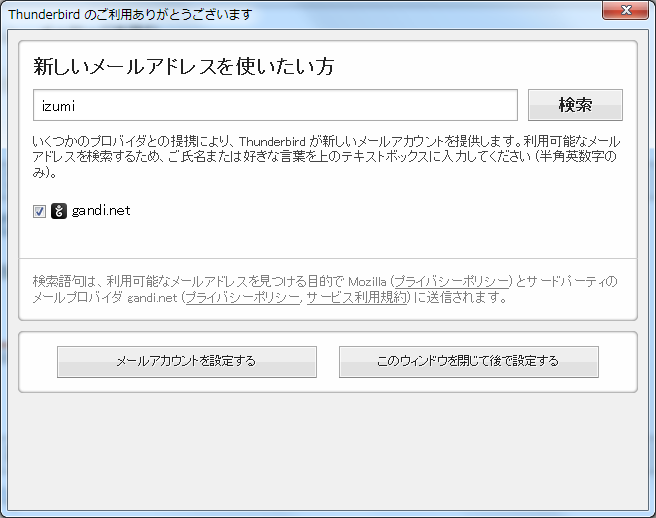 Thunderbird のご利用ありがとうございます
新しいメールアドレスを使いたい方
izumi
検索
いくつかのプロバイダとの提携により、Thunderbird が新しいメールアカウントを提供します。利用可能なメール
アドレスを検索するため、ご氏名または好きな言葉を上のテキストボックスに入力してください (半角英数字の
み)。
gandi.net
検索語句は、利用可能なメールアドレスを見つける目的で Mozilla (プライバシーポリシー) とサードパーティの
メールプロバイダ gandi.net (プライバシーポリシー, サービス利用規約) に送信されます。
メールアカウントを設定する
このウィンドウを閉じて後で設定する